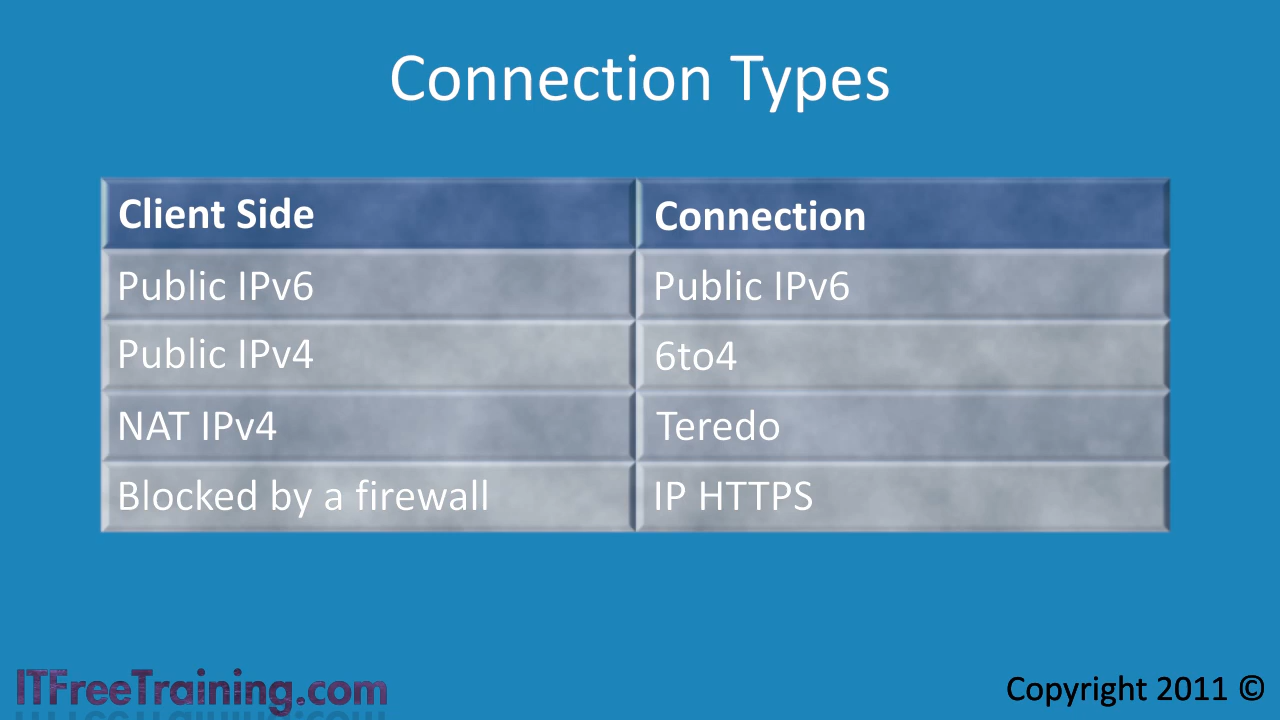 Connection Types
Client Side
Connection
Public IPv6
Public IPv6
Public IPv4
6to4
NAT IPv4
Teredo
Blocked by a firewall
IP HTTPS
ITFreeTraining.com
Copyright 2011 ©